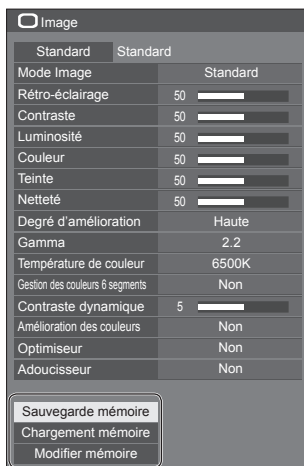 Image
Standard Standard
Mode Image Standard
Rétro-éclairage 50
Contraste 50
Luminosité 50
Couleur 50
Teinte 50
Netteté 50
Degré d'amélioration Haute
Gamma 2.2
Température de couleur 6500K
Gestion des couleurs 6 segments Non
Contraste dynamique 5
Amélioration des couleurs Non
Optimiseur Non
Adoucisseur Non
Sauvegarde mémoire
Chargement mémoire
Modifier mémoire